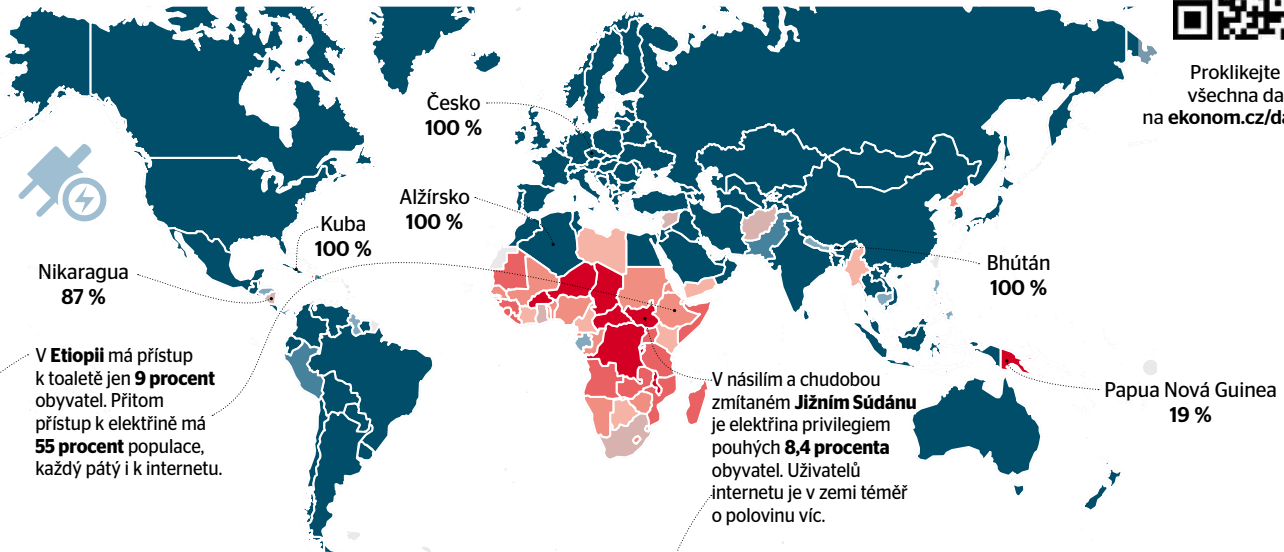 Proklikejte
všechna da
na ekonom.cz/da
Česko
100 %
Alžírsko
100 %
Kuba
100 %
Nikaragua
87 %
Bhútán
100 %
Papua Nová Guinea
19 %
V Etiopii má přístup
k toaletě jen 9 procent
obyvatel. Přitom
přístup k elektřině má
55 procent populace,
každý pátý i k internetu.
V násilím a chudobou
zmítaném Jižním Súdánu
je elektřina privilegiem
pouhých 8,4 procenta
obyvatel. Uživatelů
internetu je v zemi téměř
o polovinu víc.